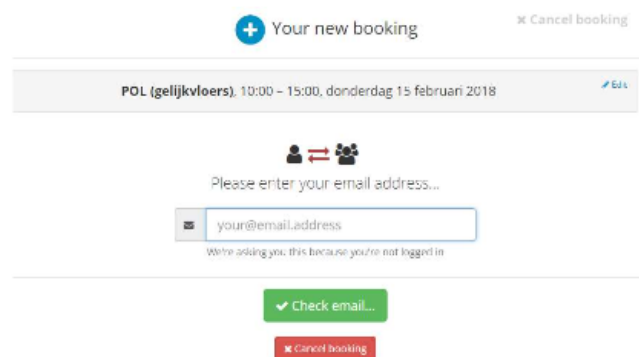 Your new booking
Cancel booking
POL (gelijkvloers), 10:00 – 15:00, donderdag 15 februari 2018
Edit
Please enter your email address...
your@email.address
We're asking you this because you're not logged in
Check email...
Cancel booking